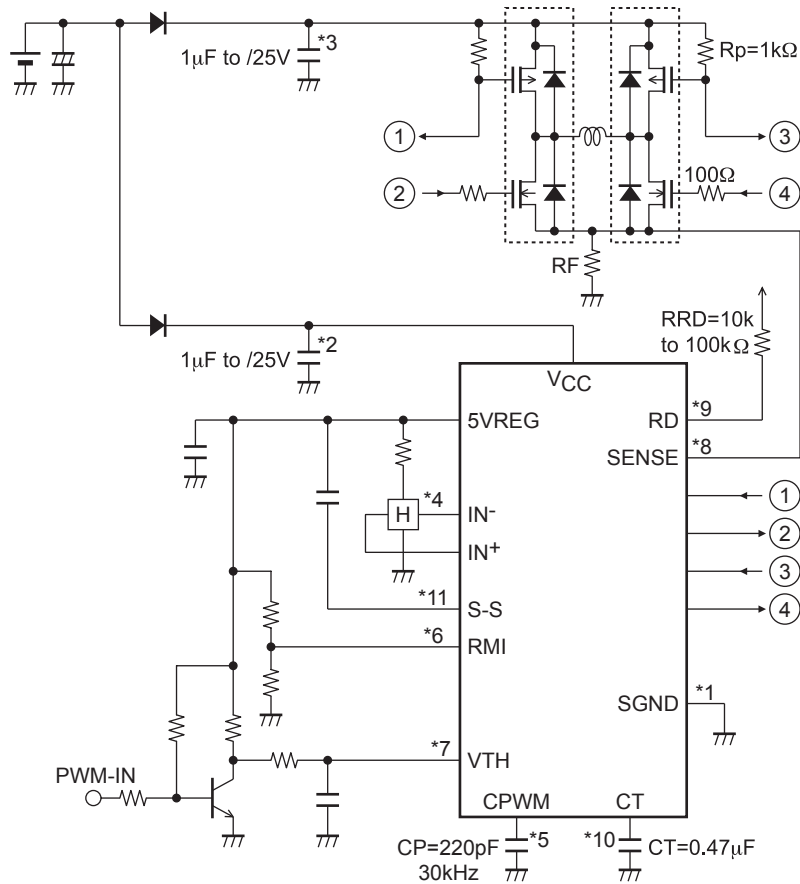 *3
1μF to /25V
Rp=1kΩ
1
3
2
100Ω
4
RF
RRD=10k
to 100kΩ
*2
1μF to /25V
VCC
5VREG
RD
*9
SENSE
*8
H
*4
IN-
IN+
1
2
3
4
*11
S-S
*6
RMI
SGND
*1
*7
VTH
PWM-IN
CPWM
CT
CP=220pF
30kHz
*5
*10
CT=0.47μF